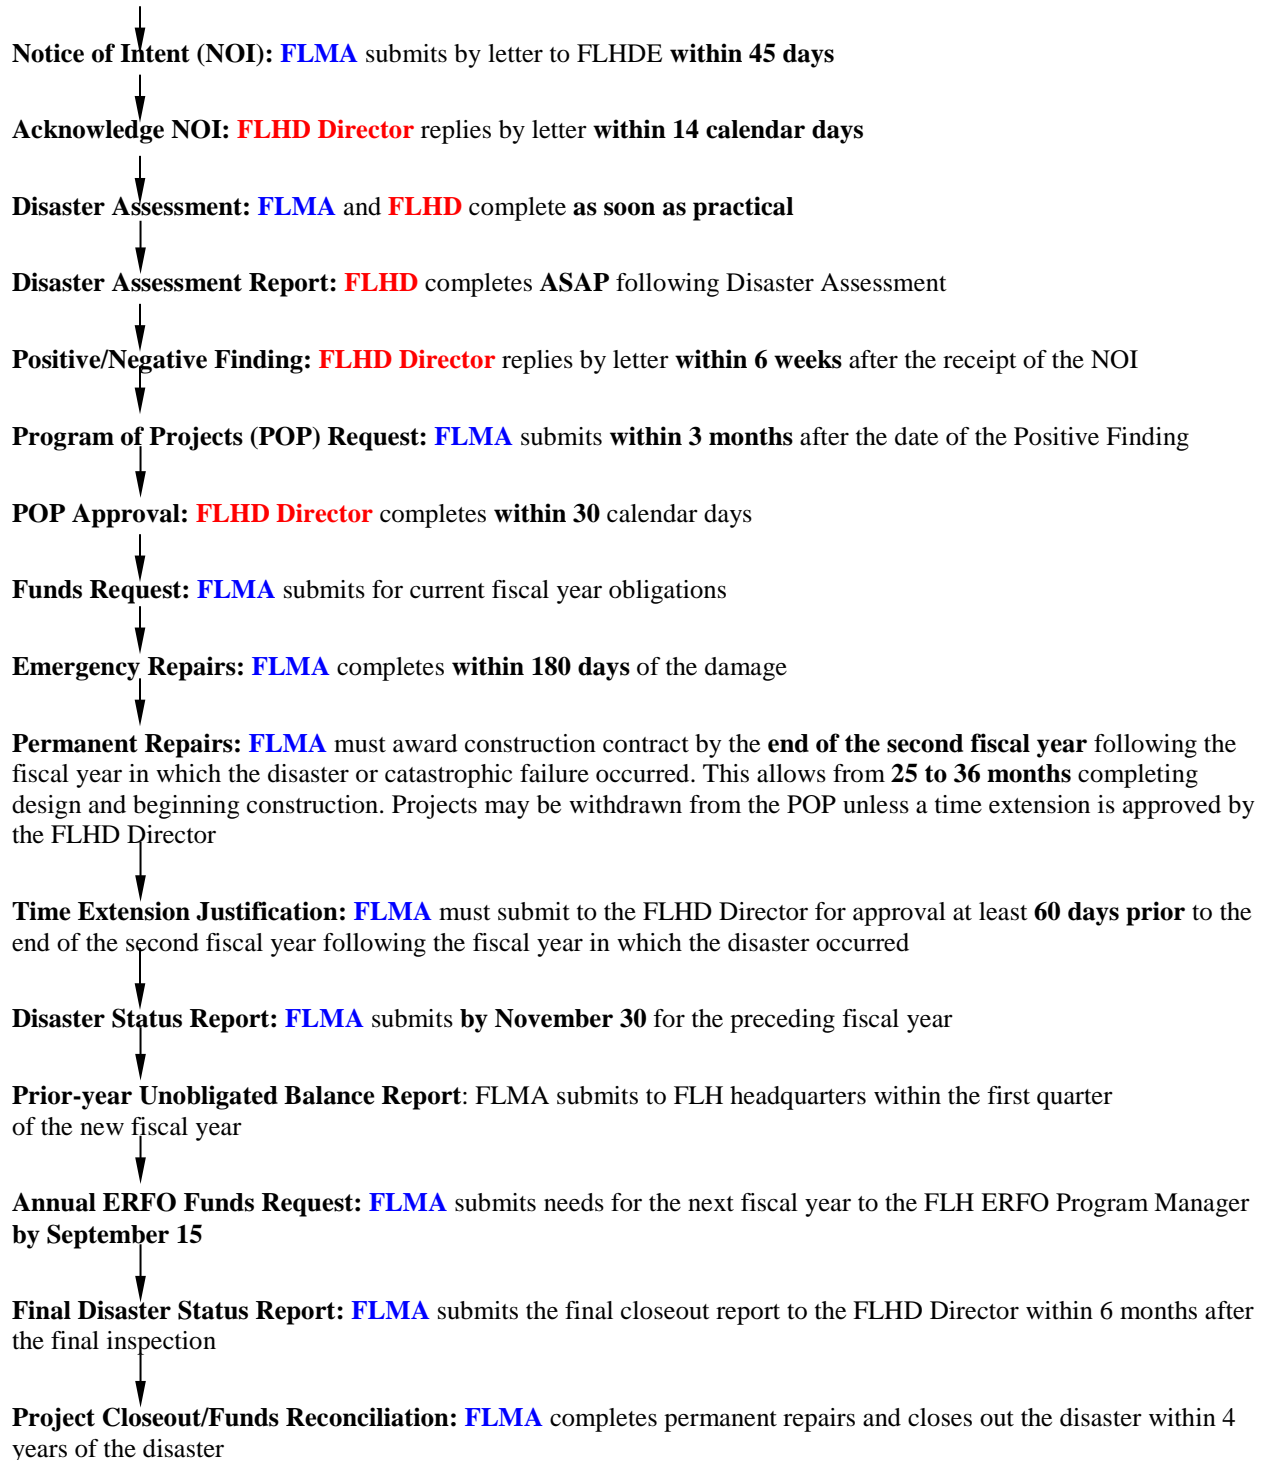 Notice of Intent (NOI): FLMA submits by letter to FLHDE within 45 days
Acknowledge NOI: FLHD Director replies by letter within 14 calendar days
Disaster Assessment: FLMA and FLHD complete as soon as practical
Disaster Assessment Report: FLHD completes ASAP following Disaster Assessment
Positive/Negative Finding: FLHD Director replies by letter within 6 weeks after the receipt of the NOI
Program of Projects (POP) Request: FLMA submits within 3 months after the date of the Positive Finding
POP Approval: FLHD Director completes within 30 calendar days
Funds Request: FLMA submits for current fiscal year obligations
Emergency Repairs: FLMA completes within 180 days of the damage
Permanent Repairs: FLMA must award construction contract by the end of the second fiscal year following the
fiscal year in which the disaster or catastrophic failure occurred. This allows from 25 to 36 months completing
design and beginning construction. Projects may be withdrawn from the POP unless a time extension is approved by
the FLHD Director
Time Extension Justification: FLMA must submit to the FLHD Director for approval at least 60 days prior to the
end of the second fiscal year following the fiscal year in which the disaster occurred
Disaster Status Report: FLMA submits by November 30 for the preceding fiscal year
Prior-year Unobligated Balance Report: FLMA submits to FLH headquarters within the first quarter
of the new fiscal year
Annual ERFO Funds Request: FLMA submits needs for the next fiscal year to the FLH ERFO Program Manager
by September 15
Final Disaster Status Report: FLMA submits the final closeout report to the FLHD Director within 6 months after
the final inspection
Project Closeout/Funds Reconciliation: FLMA completes permanent repairs and closes out the disaster within 4
years of the disaster